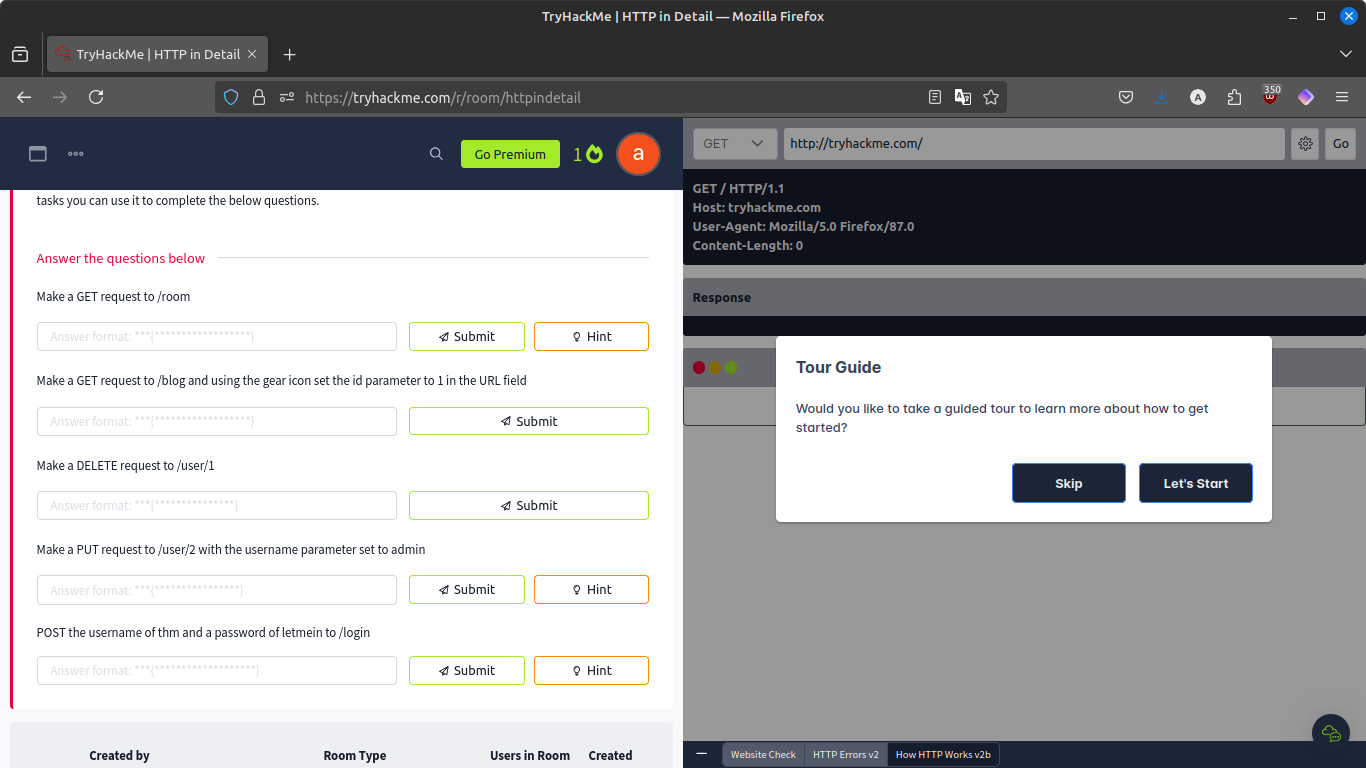 TryHackMe | HTTP in Detail — Mozilla Firefox
TryHackMe | HTTP in Detail
https://tryhackme.com/r/room/httpindetail
A
350
Go Premium
1
a
tasks you can use it to complete the below questions.
Answer the questions below
Make a GET request to /room
Answer format: ***{******************}
Submit
Hint
Make a GET request to /blog and using the gear icon set the id parameter to 1 in the URL field
Answer format: ***{******************}
Submit
Make a DELETE request to /user/1
Answer format: ***{***************}
Submit
Make a PUT request to /user/2 with the username parameter set to admin
Answer format: ***{****************}
Submit
Hint
POST the username of thm and a password of letmein to /login
Answer format: ***{*******************}
Submit
Hint
Created by
Room Type
Users in Room
Created
GET
http://tryhackme.com/
Go
GET / HTTP/1.1
Host: tryhackme.com
User-Agent: Mozilla/5.0 Firefox/87.0
Content-Length: 0
Response
Tour Guide
Would you like to take a guided tour to learn more about how to get
started?
Skip
Let's Start
Website Check
HTTP Errors v2
How HTTP Works v2b